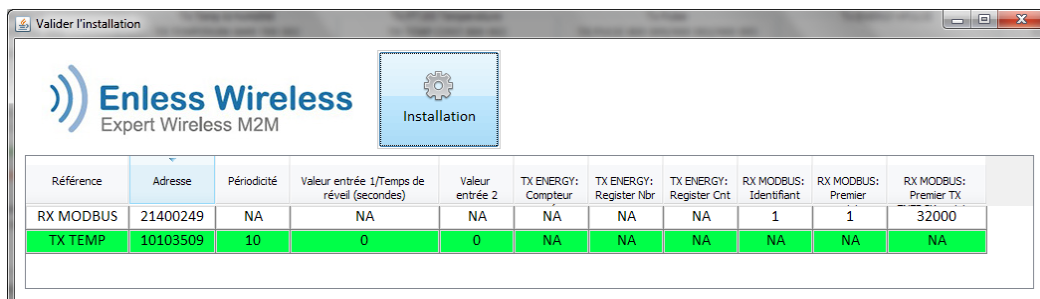 Valider l'installation
Enless Wireless
Expert Wireless M2M
Installation
Référence Adresse Périodicité Valeur entrée 1/Temps de réveil (secondes) Valeur entrée 2 TX ENERGY: Compteur TX ENERGY: Register Nbr TX ENERGY: Register Cnt RX MODBUS: Identifiant RX MODBUS: Premier RX MODBUS: Premier TX
RX MODBUS 21400249 NA NA NA NA NA NA 1 1 32000
TX TEMP 10103509 10 0 0 NA NA NA NA NA NA